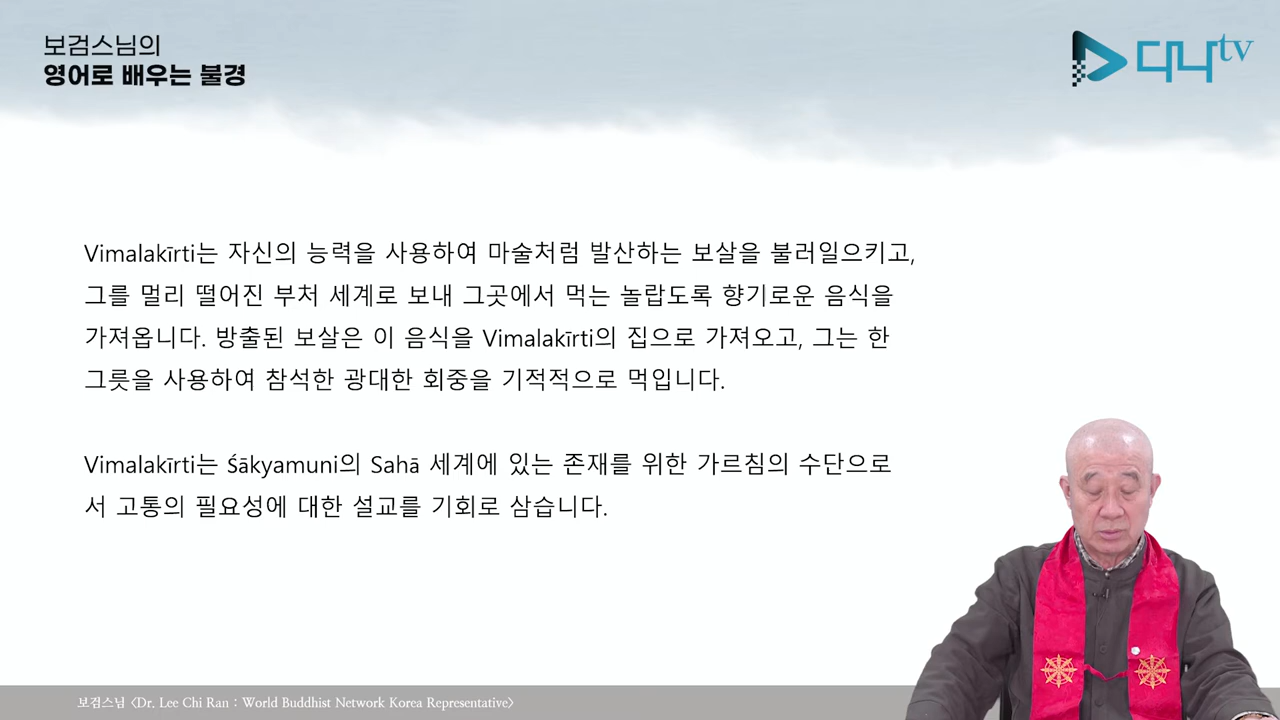 보검스님의
영어로 배우는 불경
다나tv
Vimalakīrti는 자신의 능력을 사용하여 마술처럼 발산하는 보살을 불러일으키고,
그를 멀리 떨어진 부처 세계로 보내 그곳에서 먹는 놀랍도록 향기로운 음식을
가져옵니다. 방출된 보살은 이 음식을 Vimalakīrti의 집으로 가져오고, 그는 한
그릇을 사용하여 참석한 광대한 회중을 기적적으로 먹입니다.
Vimalakīrti는 śākyamuni의 Sahā 세계에 있는 존재를 위한 가르침의 수단으로
서 고통의 필요성에 대한 설교를 기회로 삼습니다.
보검스님 <Dr. Lee Chi Ran : World Buddhist Network Korea Representative>